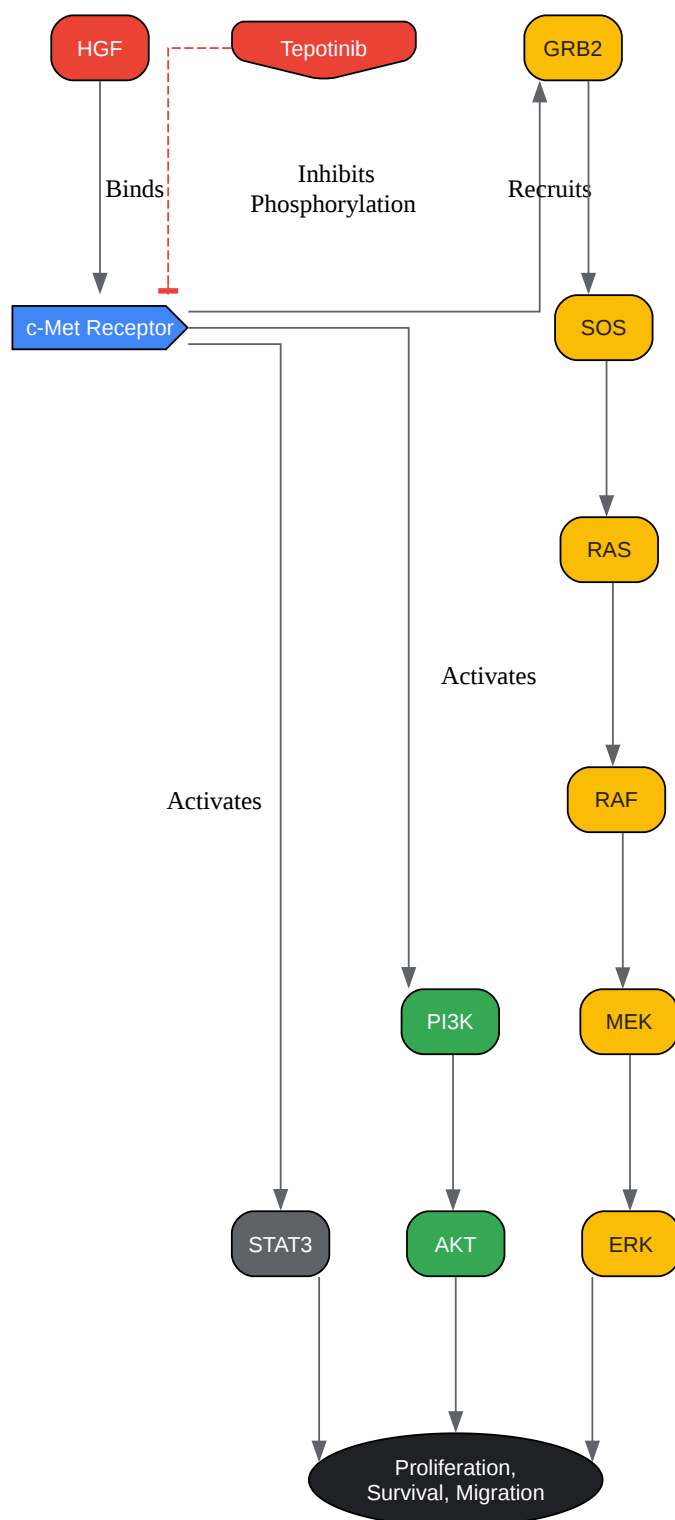 HGF
Tepotinib
GRB2
Binds
Inhibits
Phosphorylation
Recruits
c-Met Receptor
SOS
RAS
Activates
RAF
Activates
PI3K
MEK
STAT3
AKT
ERK
Proliferation,
Survival, Migration